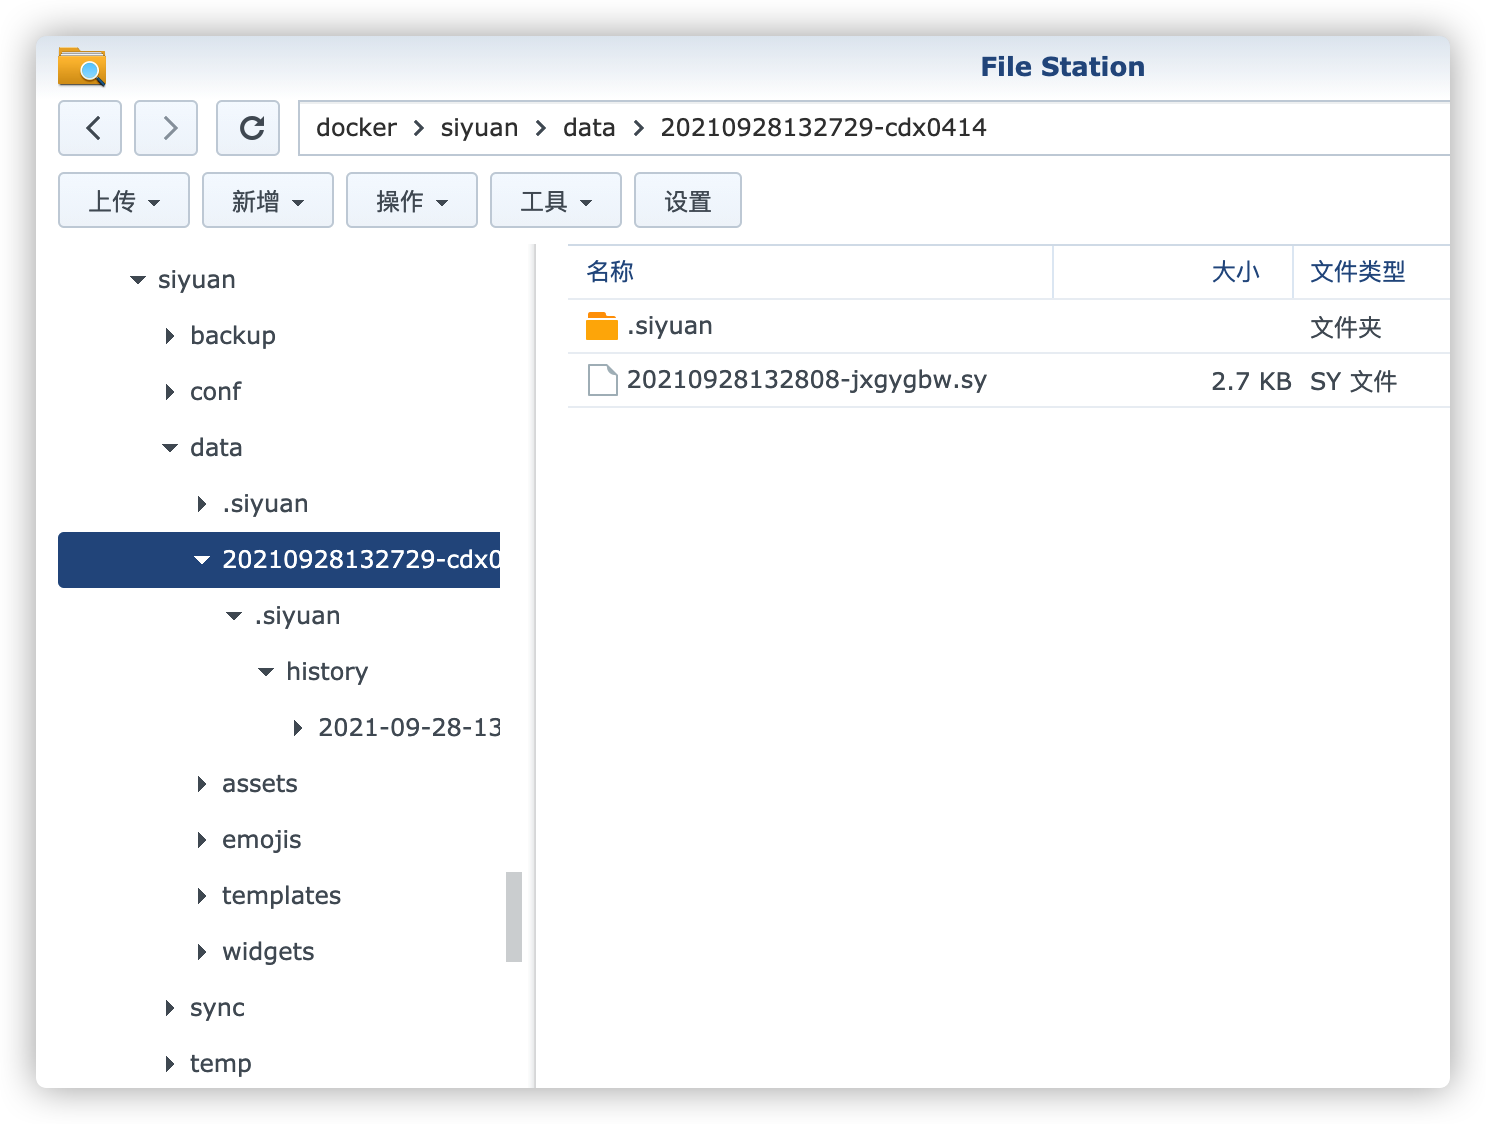 File Station
docker > siyuan > data > 20210928132729-cdx0414
上传 新增 操作 工具 设置
siyuan
backup
conf
data
.siyuan
20210928132729-cdx0
.siyuan
history
2021-09-28-13
assets
emojis
templates
widgets
sync
temp
名称 大小 文件类型
.siyuan 文件夹
20210928132808-jxgygbw.sy 2.7 KB SY 文件